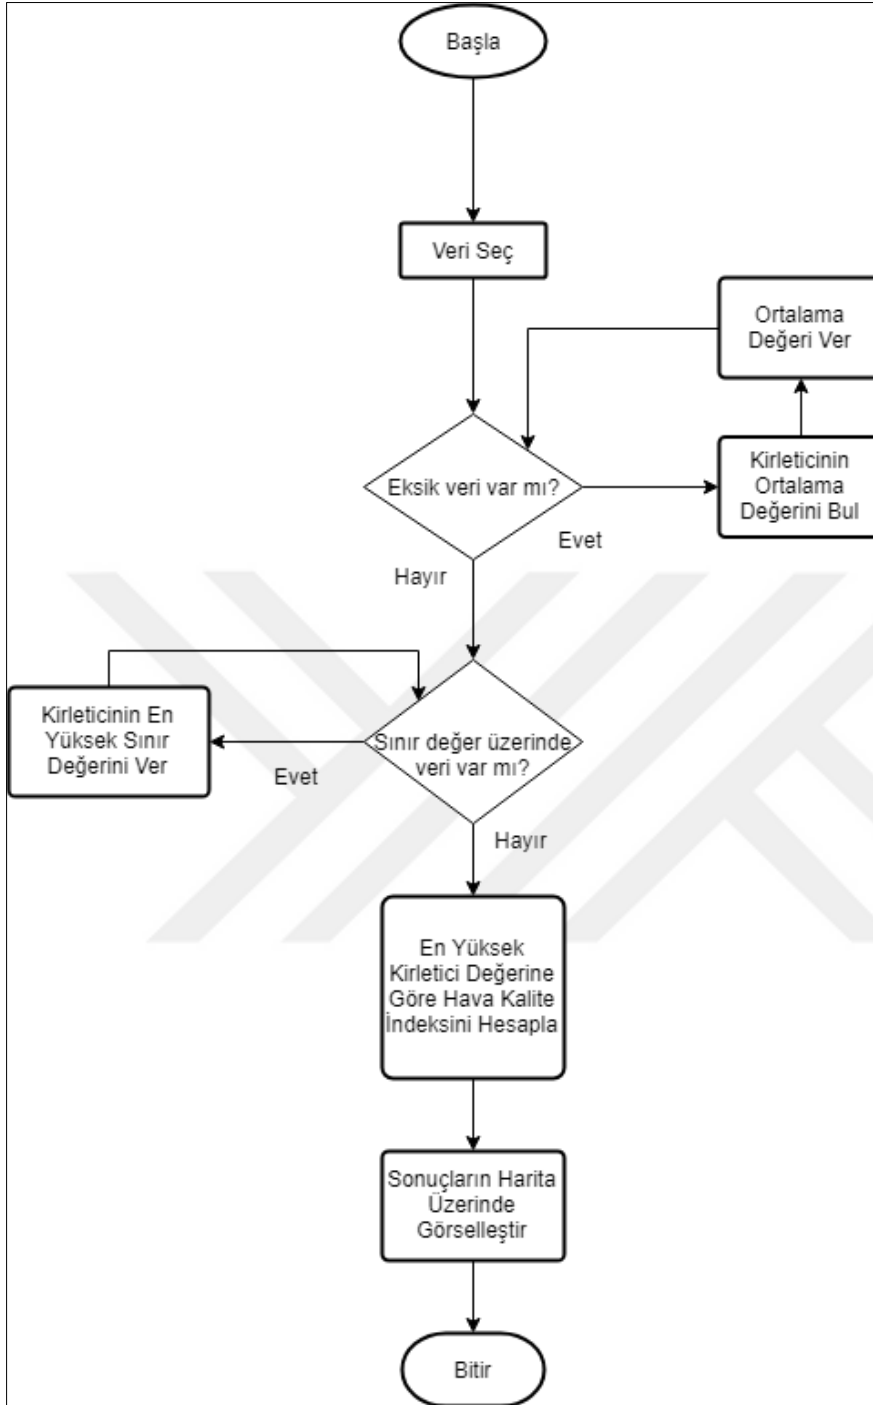 Başla
Veri Seç
Ortalama
Değeri Ver
Eksik veri var mı?
Kirleticinin
Ortalama
Değerini Bul
Evet
Hayır
Kirleticinin En
Yüksek Sınır
Değerini Ver
Sınır değer üzerinde
veri var mı?
Evet
Hayır
En Yüksek
Kirletici Değerine
Göre Hava Kalite
İndeksini Hesapla
Sonuçların Harita
Üzerinde
Görselleştir
Bitir